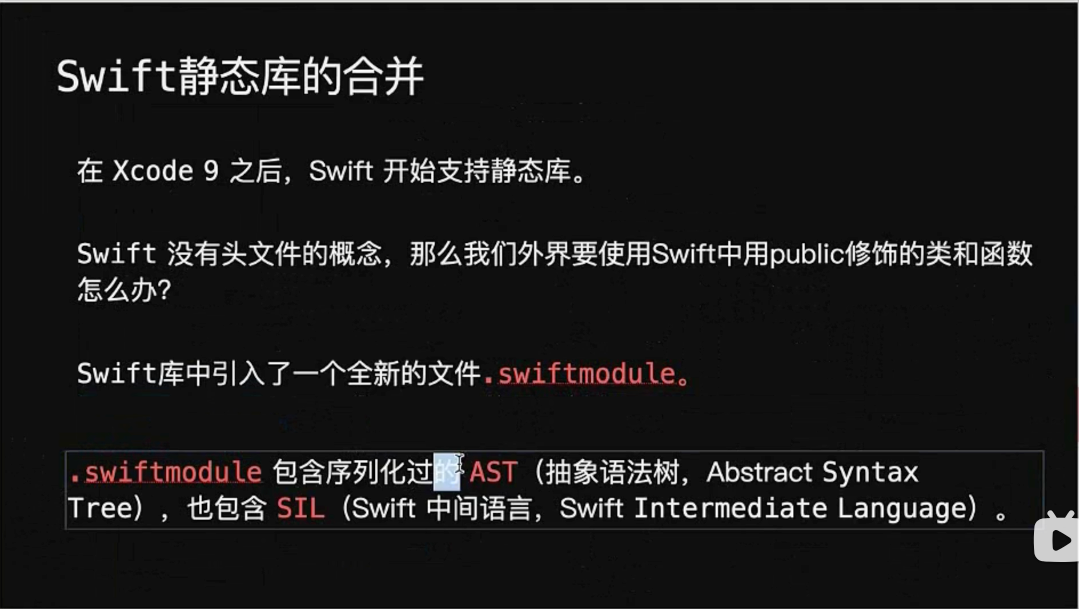 Swift静态库的合并
在 Xcode 9 之后，Swift 开始支持静态库。
Swift 没有头文件的概念，那么我们外界要使用Swift中用public修饰的类和函数
怎么办？
Swift库中引入了一个全新的文件.swiftmodule。
.swiftmodule 包含序列化过的 AST（抽象语法树，Abstract Syntax
Tree），也包含 SIL（Swift 中间语言，Swift Intermediate Language）。